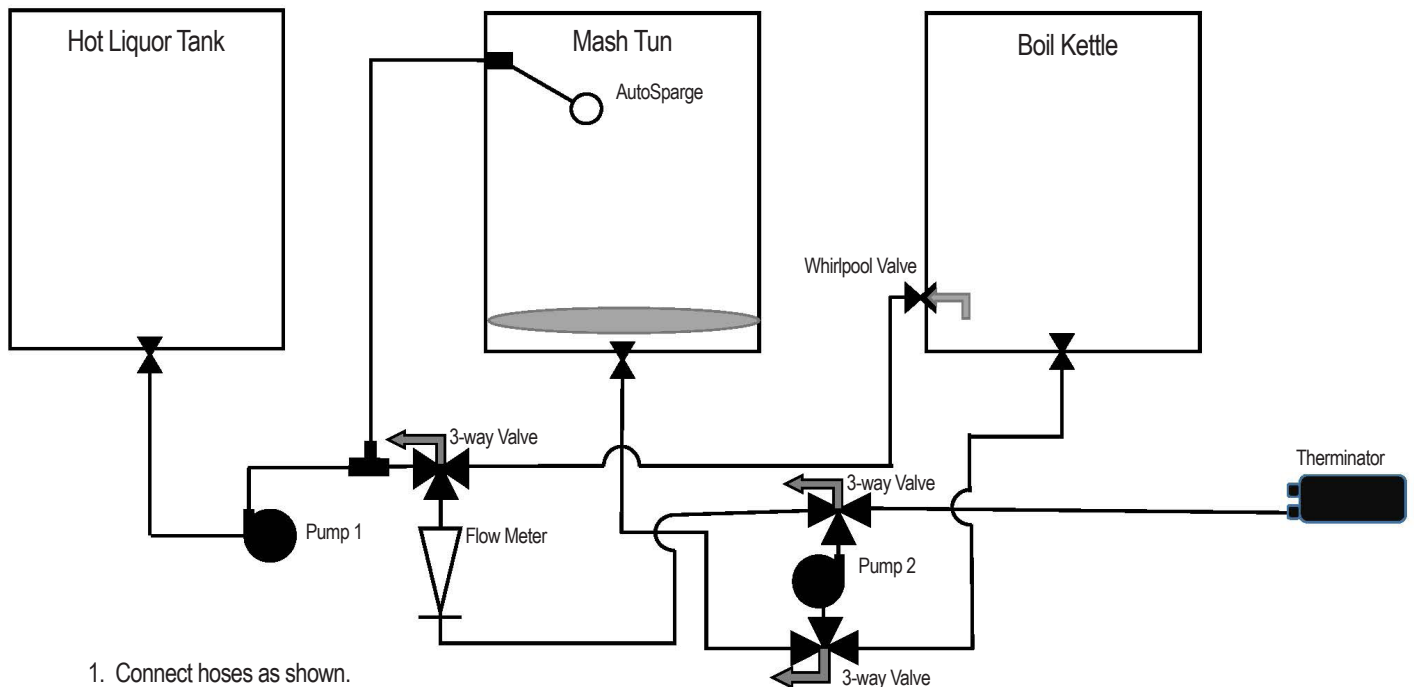 Hot Liquor Tank
Mash Tun
Boil Kettle
AutoSparge
Whirlpool Valve
3-way Valve
Therminator
3-way Valve
Pump 1
Flow Meter
Pump 2
1. Connect hoses as shown.
3-way Valve